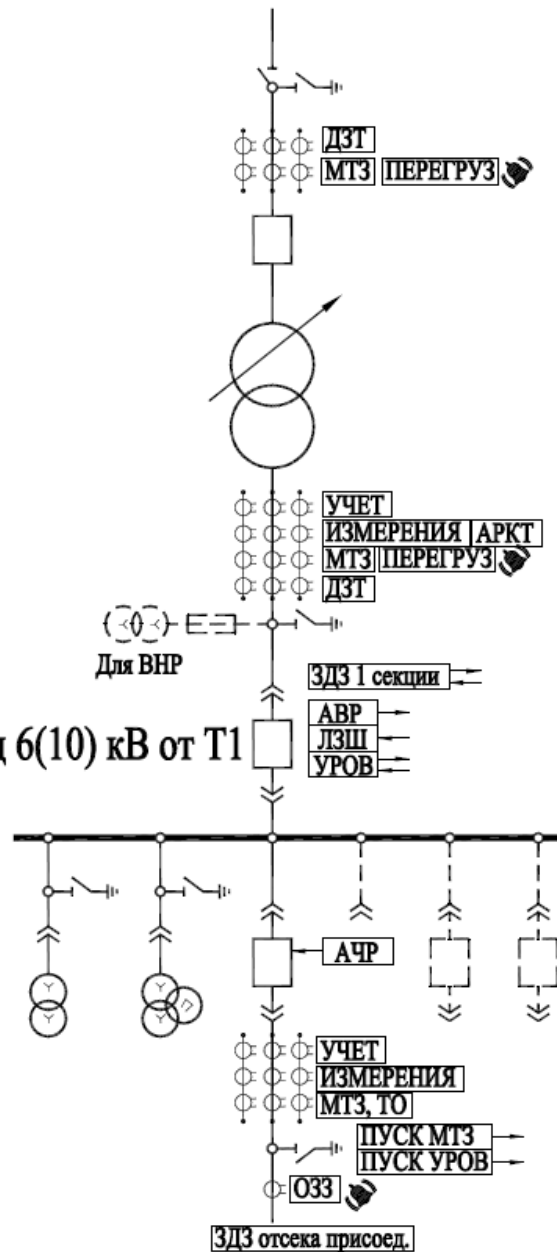 ДЗТ
МТЗ ПЕРЕГРУЗ
УЧЕТ
ИЗМЕРЕНИЯ АРКТ
МТЗ ПЕРЕГРУЗ
ДЗТ
Для ВНР
ЗДЗ 1 секции
АВР
6(10) кВ от Т1
ЛЗШ
УРОВ
АЧР
УЧЕТ
ИЗМЕРЕНИЯ
МТЗ, ТО
ПУСК МТЗ
ПУСК УРОВ
ОЗЗ
ЗДЗ отсека присоед.